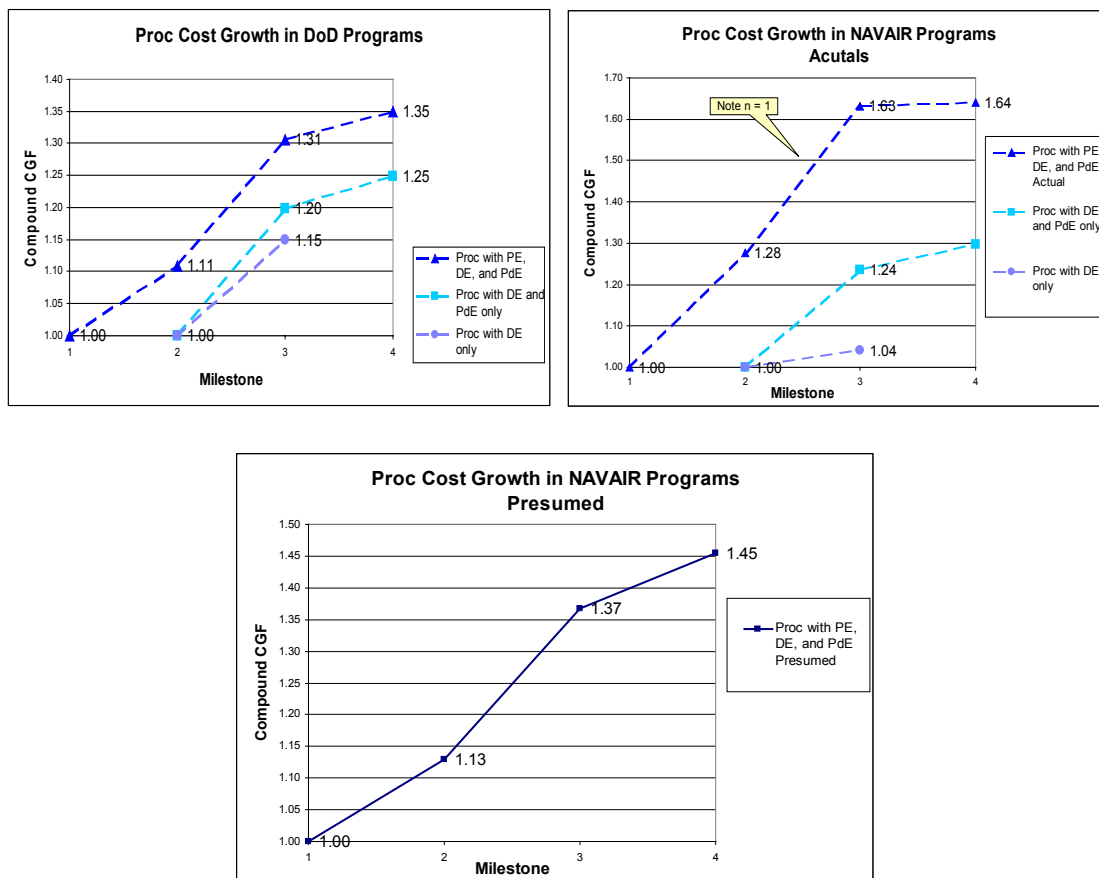 Proc Cost Growth in DoD Programs
Compound CGF
1.40
1.35
1.30
1.25
1.20
1.15
1.10
1.05
1.00
1.00
1.11
1.31
1.35
1.00
1.20
1.25
1.15
1
2
3
4
Milestone
Proc with PE,
DE, and PdE
Proc with DE and
PdE only
Proc with DE
only
Proc Cost Growth in NAVAIR Programs
Acutals
Compound CGF
1.70
1.60
1.50
1.40
1.30
1.20
1.10
1.00
Note n = 1
1.00
1.28
1.63
1.64
1.00
1.24
1.04
1
2
3
4
Milestone
Proc with PE,
DE, and PdE
Actual
Proc with DE
and PdE only
Proc with DE
only
Proc Cost Growth in NAVAIR Programs
Presumed
Compound CGF
1.50
1.45
1.40
1.35
1.30
1.25
1.20
1.15
1.10
1.05
1.00
1.00
1.13
1.37
1.45
1
2
3
4
Milestone
Proc with PE,
DE, and PdE
Presumed